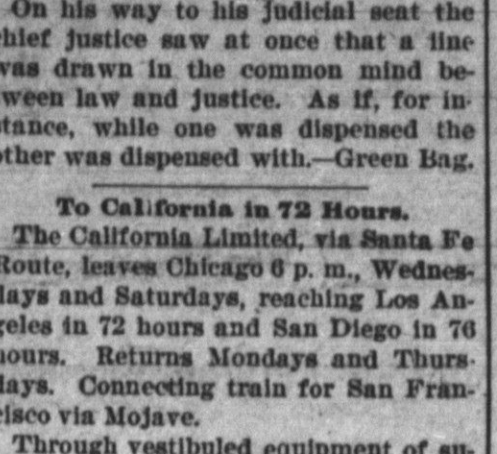 On his way to his judicial seat the
chief justice saw at once that a line
was drawn in the common mind be-
tween law and justice. As if, for in-
stance, while one was dispensed the
other was dispensed with.—Green Bag.
To California in 72 Hours.
The California Limited, via Santa Fe
Route, leaves Chicago 6 p. m., Wednes-
days and Saturdays, reaching Los An-
geles in 72 hours and San Diego in 76
hours. Returns Mondays and Thurs-
days. Connecting train for San Fran-
cisco via Mojave.
Through vestibuled equipment of su-